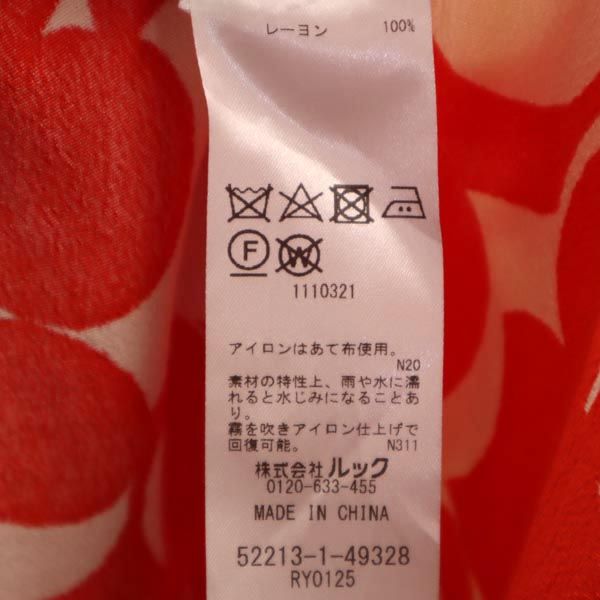 レーヨン 100%
F W
1110321
アイロンはあて布使用。
N20
素材の特性上、雨や水に濡
れると水じみになることあ
り。
霧を吹きアイロン仕上げで
回復可能。 N311
株式会社 ルック
0120-633-455
MADE IN CHINA
52213-1-49328
RY0125